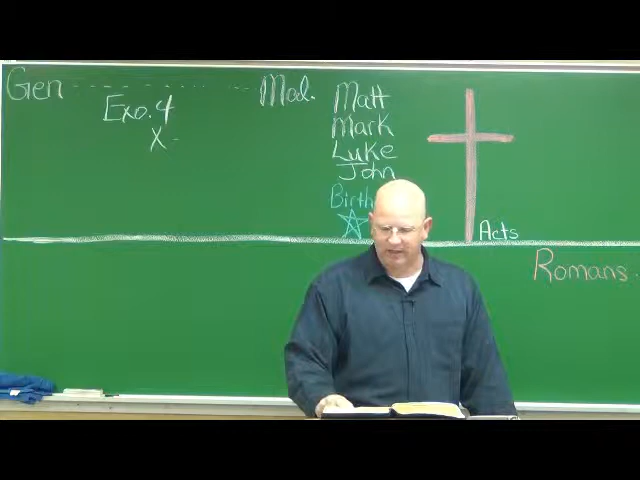 Gen - - - - - - - - Mal.
Exo. 4
X -
Matt
Mark
Luke
John
Birth
Acts
Romans -